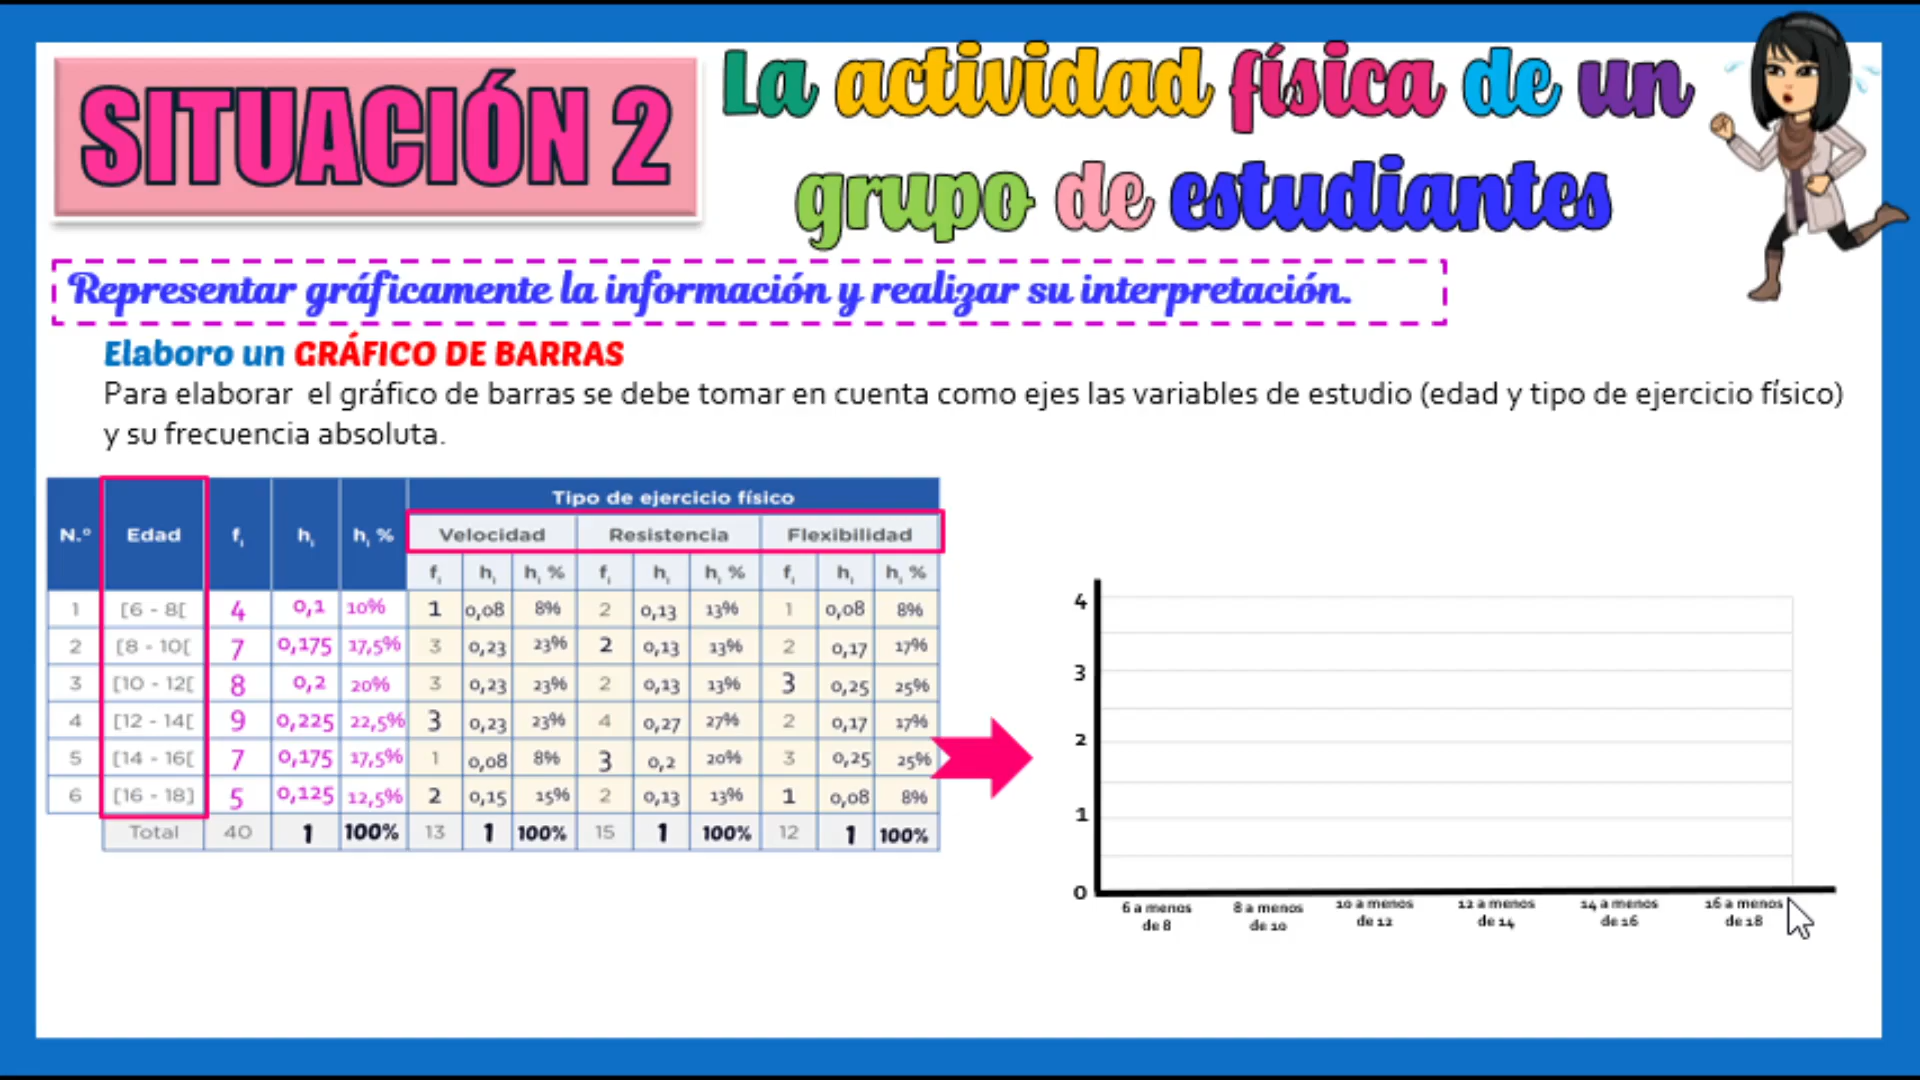 SITUACIÓN 2
La actividad física de un
grupo de estudiantes
Representar gráficamente la información y realizar su interpretación.
Elaboro un GRÁFICO DE BARRAS
Para elaborar el gráfico de barras se debe tomar en cuenta como ejes las variables de estudio (edad y tipo de ejercicio físico)
y su frecuencia absoluta.
Tipo de ejercicio físico
N.° Edad fi hi hi % Velocidad Resistencia Flexibilidad
fi hi hi % fi hi hi % fi hi hi %
1 [6 - 8[ 4 0,1 10% 1 0,08 8% 2 0,13 13% 1 0,08 8%
2 [8 - 10[ 7 0,175 17,5% 3 0,23 23% 2 0,13 13% 2 0,17 17%
3 [10 - 12[ 8 0,2 20% 3 0,23 23% 2 0,13 13% 3 0,25 25%
4 [12 - 14[ 9 0,225 22,5% 3 0,23 23% 4 0,27 27% 2 0,17 17%
5 [14 - 16[ 7 0,175 17,5% 1 0,08 8% 3 0,2 20% 3 0,25 25%
6 [16 - 18] 5 0,125 12,5% 2 0,15 15% 2 0,13 13% 1 0,08 8%
Total 40 1 100% 13 1 100% 15 1 100% 12 1 100%
4
3
2
1
0
6 a menos de 8
8 a menos de 10
10 a menos de 12
12 a menos de 14
14 a menos de 16
16 a menos de 18